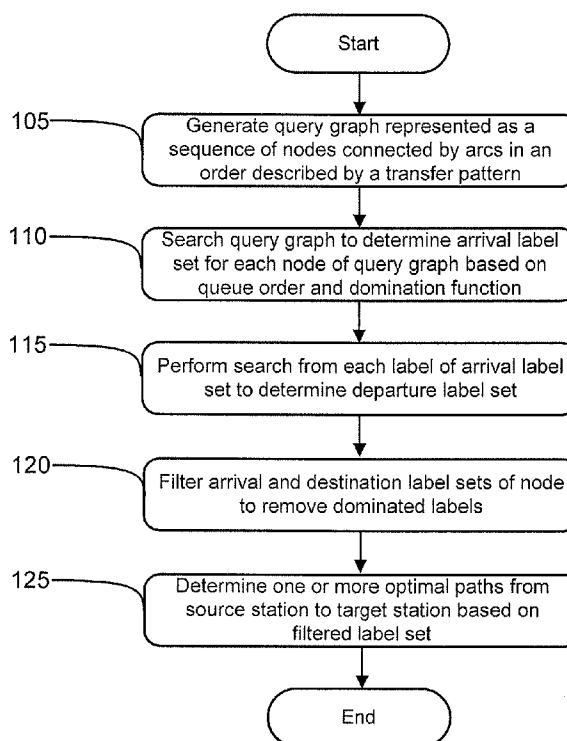 Start
105
Generate query graph represented as a
sequence of nodes connected by arcs in an
order described by a transfer pattern
110
Search query graph to determine arrival label
set for each node of query graph based on
queue order and domination function
115
Perform search from each label of arrival label
set to determine departure label set
120
Filter arrival and destination label sets of node
to remove dominated labels
125
Determine one or more optimal paths from
source station to target station based on
filtered label set
End